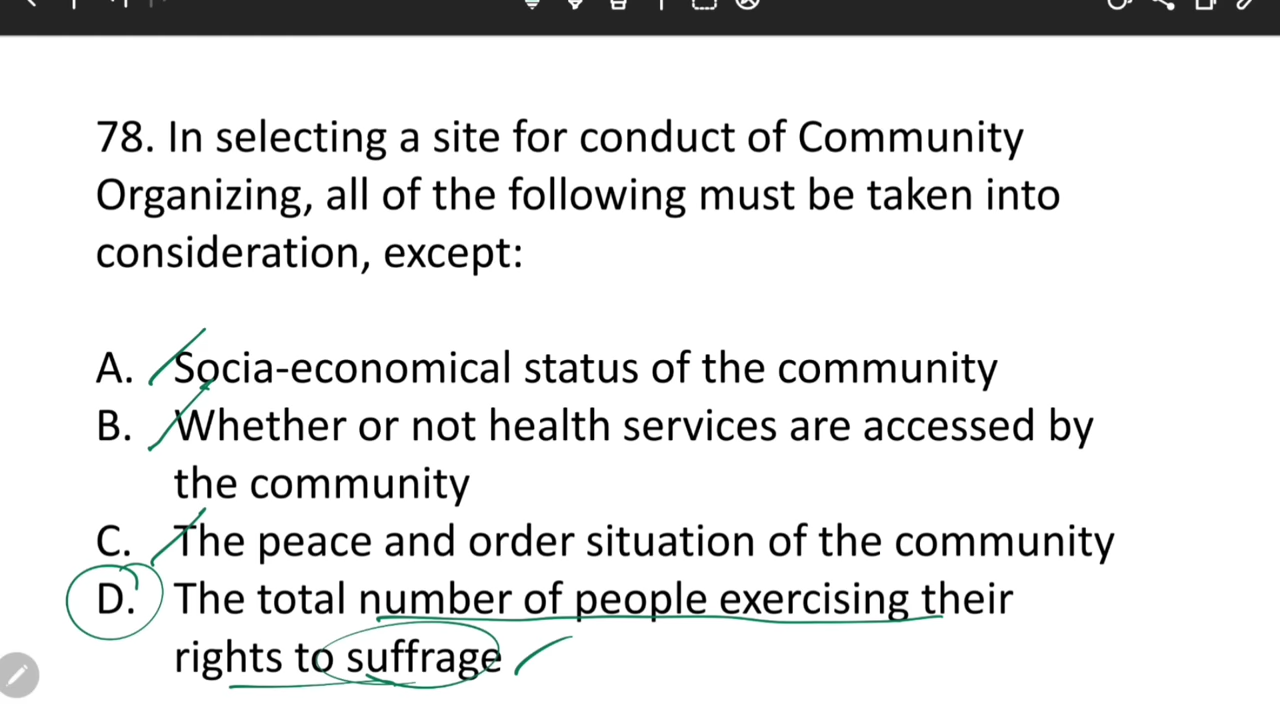 78. In selecting a site for conduct of Community
Organizing, all of the following must be taken into
consideration, except:
A. Socia-economical status of the community
B. Whether or not health services are accessed by
the community
C. The peace and order situation of the community
D. The total number of people exercising their
rights to suffrage